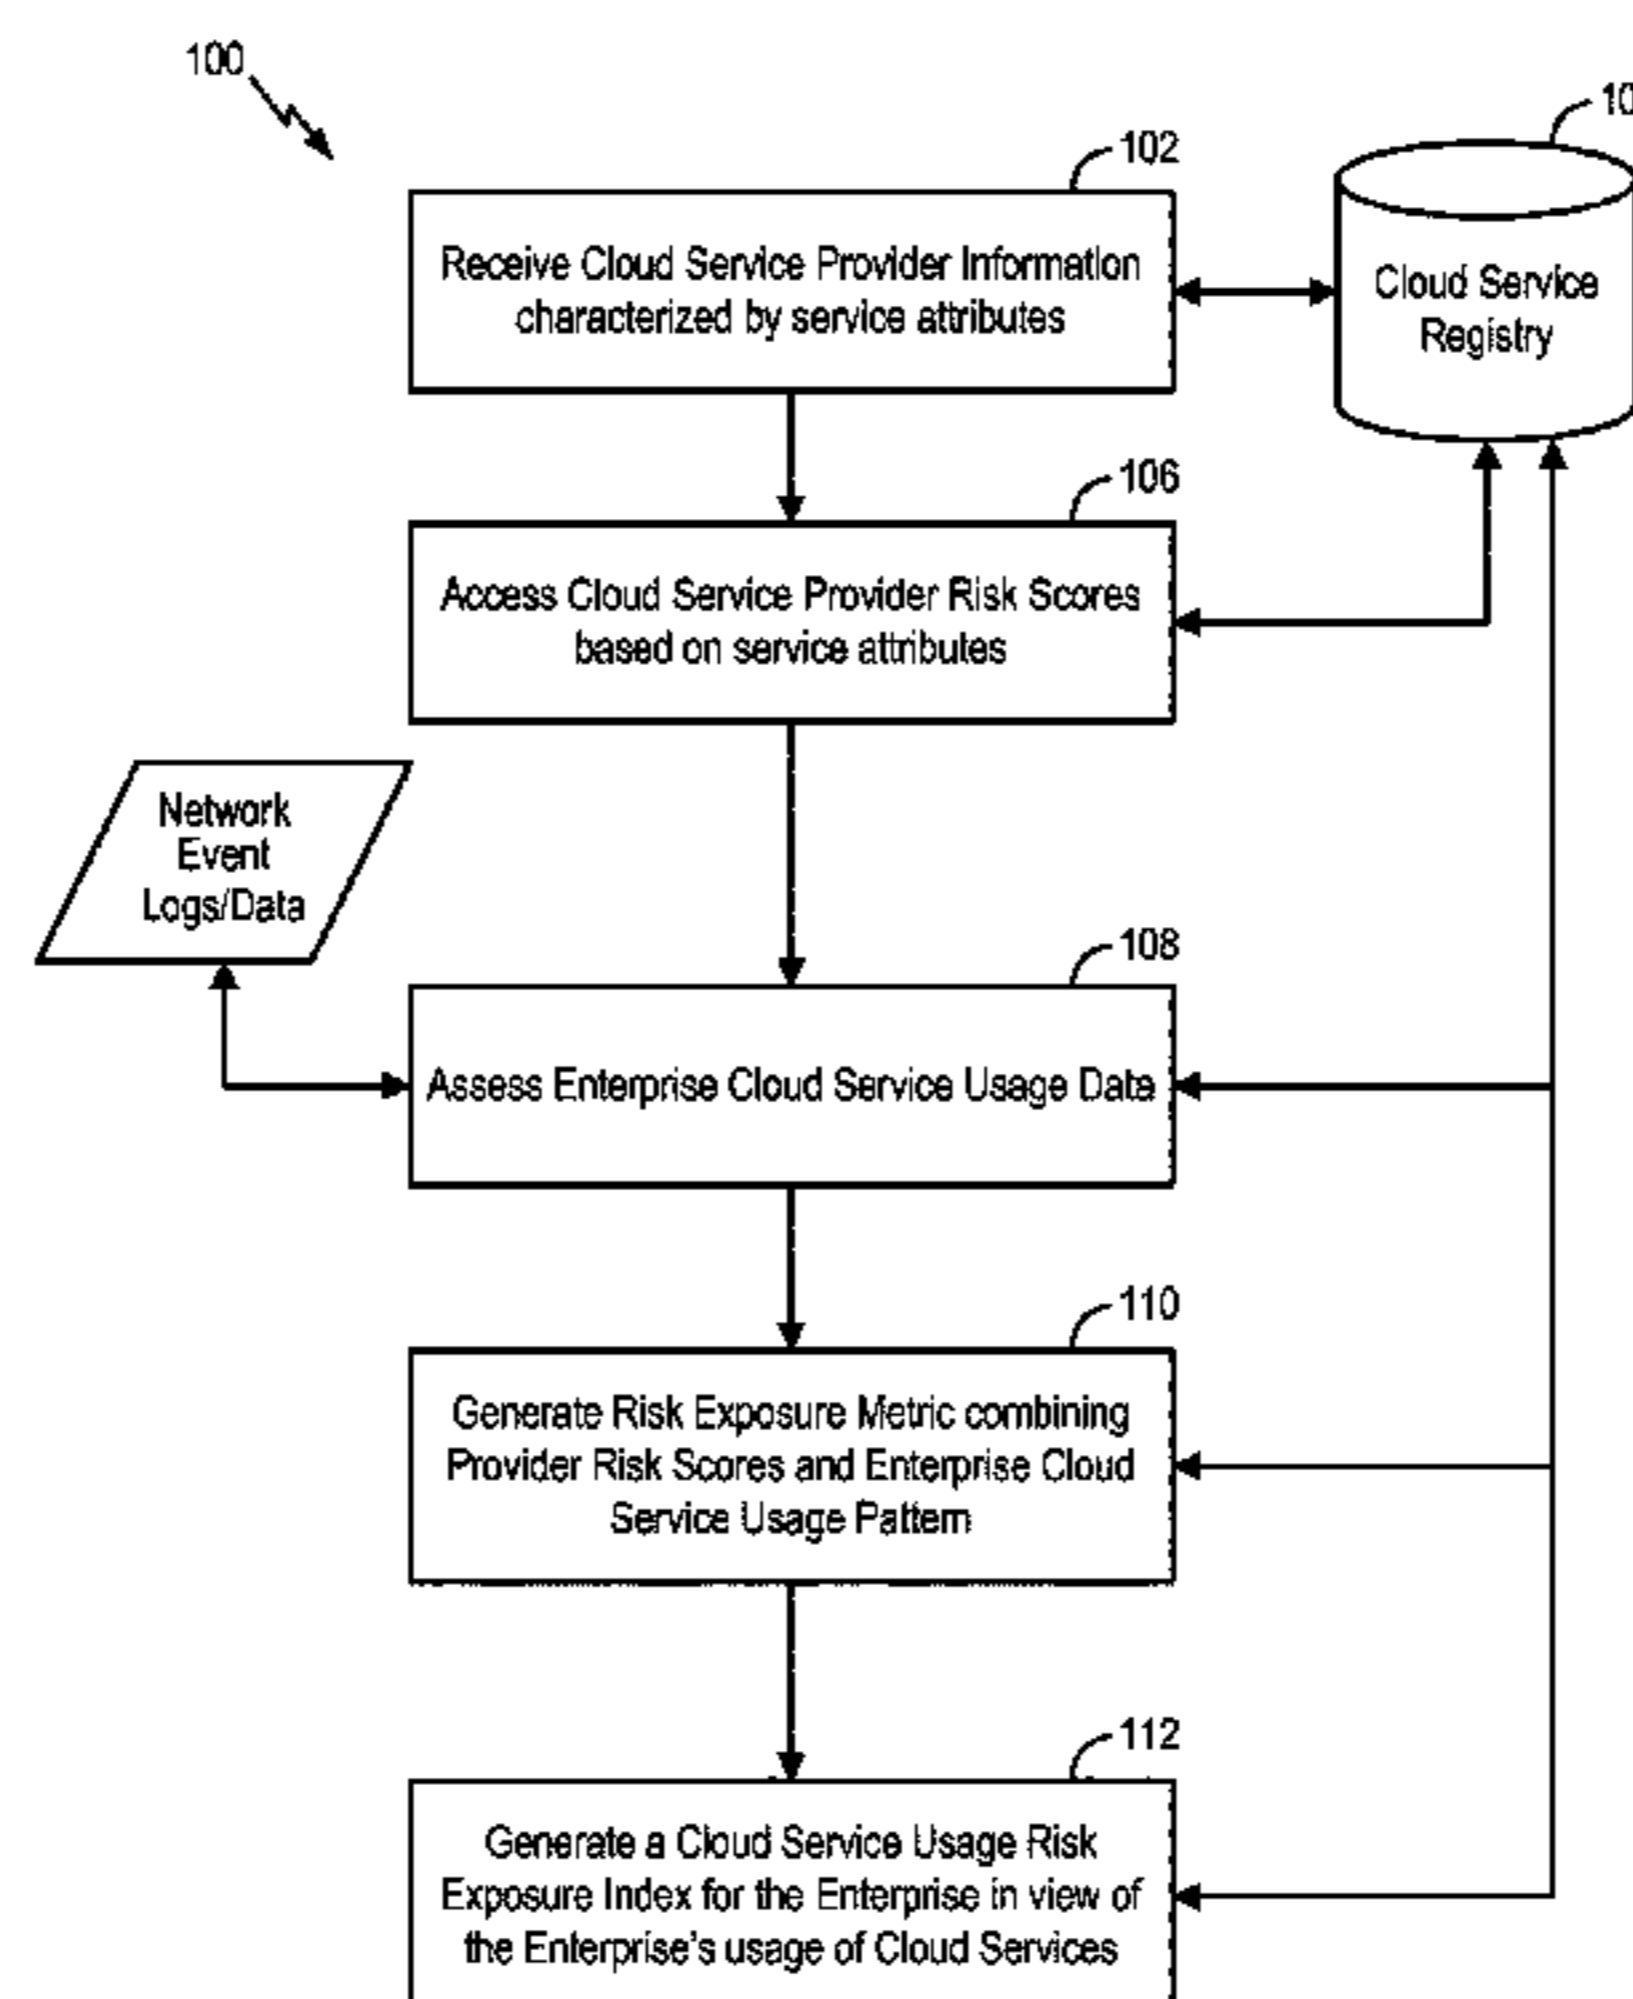 100
102
Receive Cloud Service Provider Information
characterized by service attributes
10
Cloud Service
Registry
106
Access Cloud Service Provider Risk Scores
based on service attributes
Network
Event
Logs/Data
108
Assess Enterprise Cloud Service Usage Data
110
Generate Risk Exposure Metric combining
Provider Risk Scores and Enterprise Cloud
Service Usage Pattern
112
Generate a Cloud Service Usage Risk
Exposure Index for the Enterprise in view of
the Enterprise's usage of Cloud Services